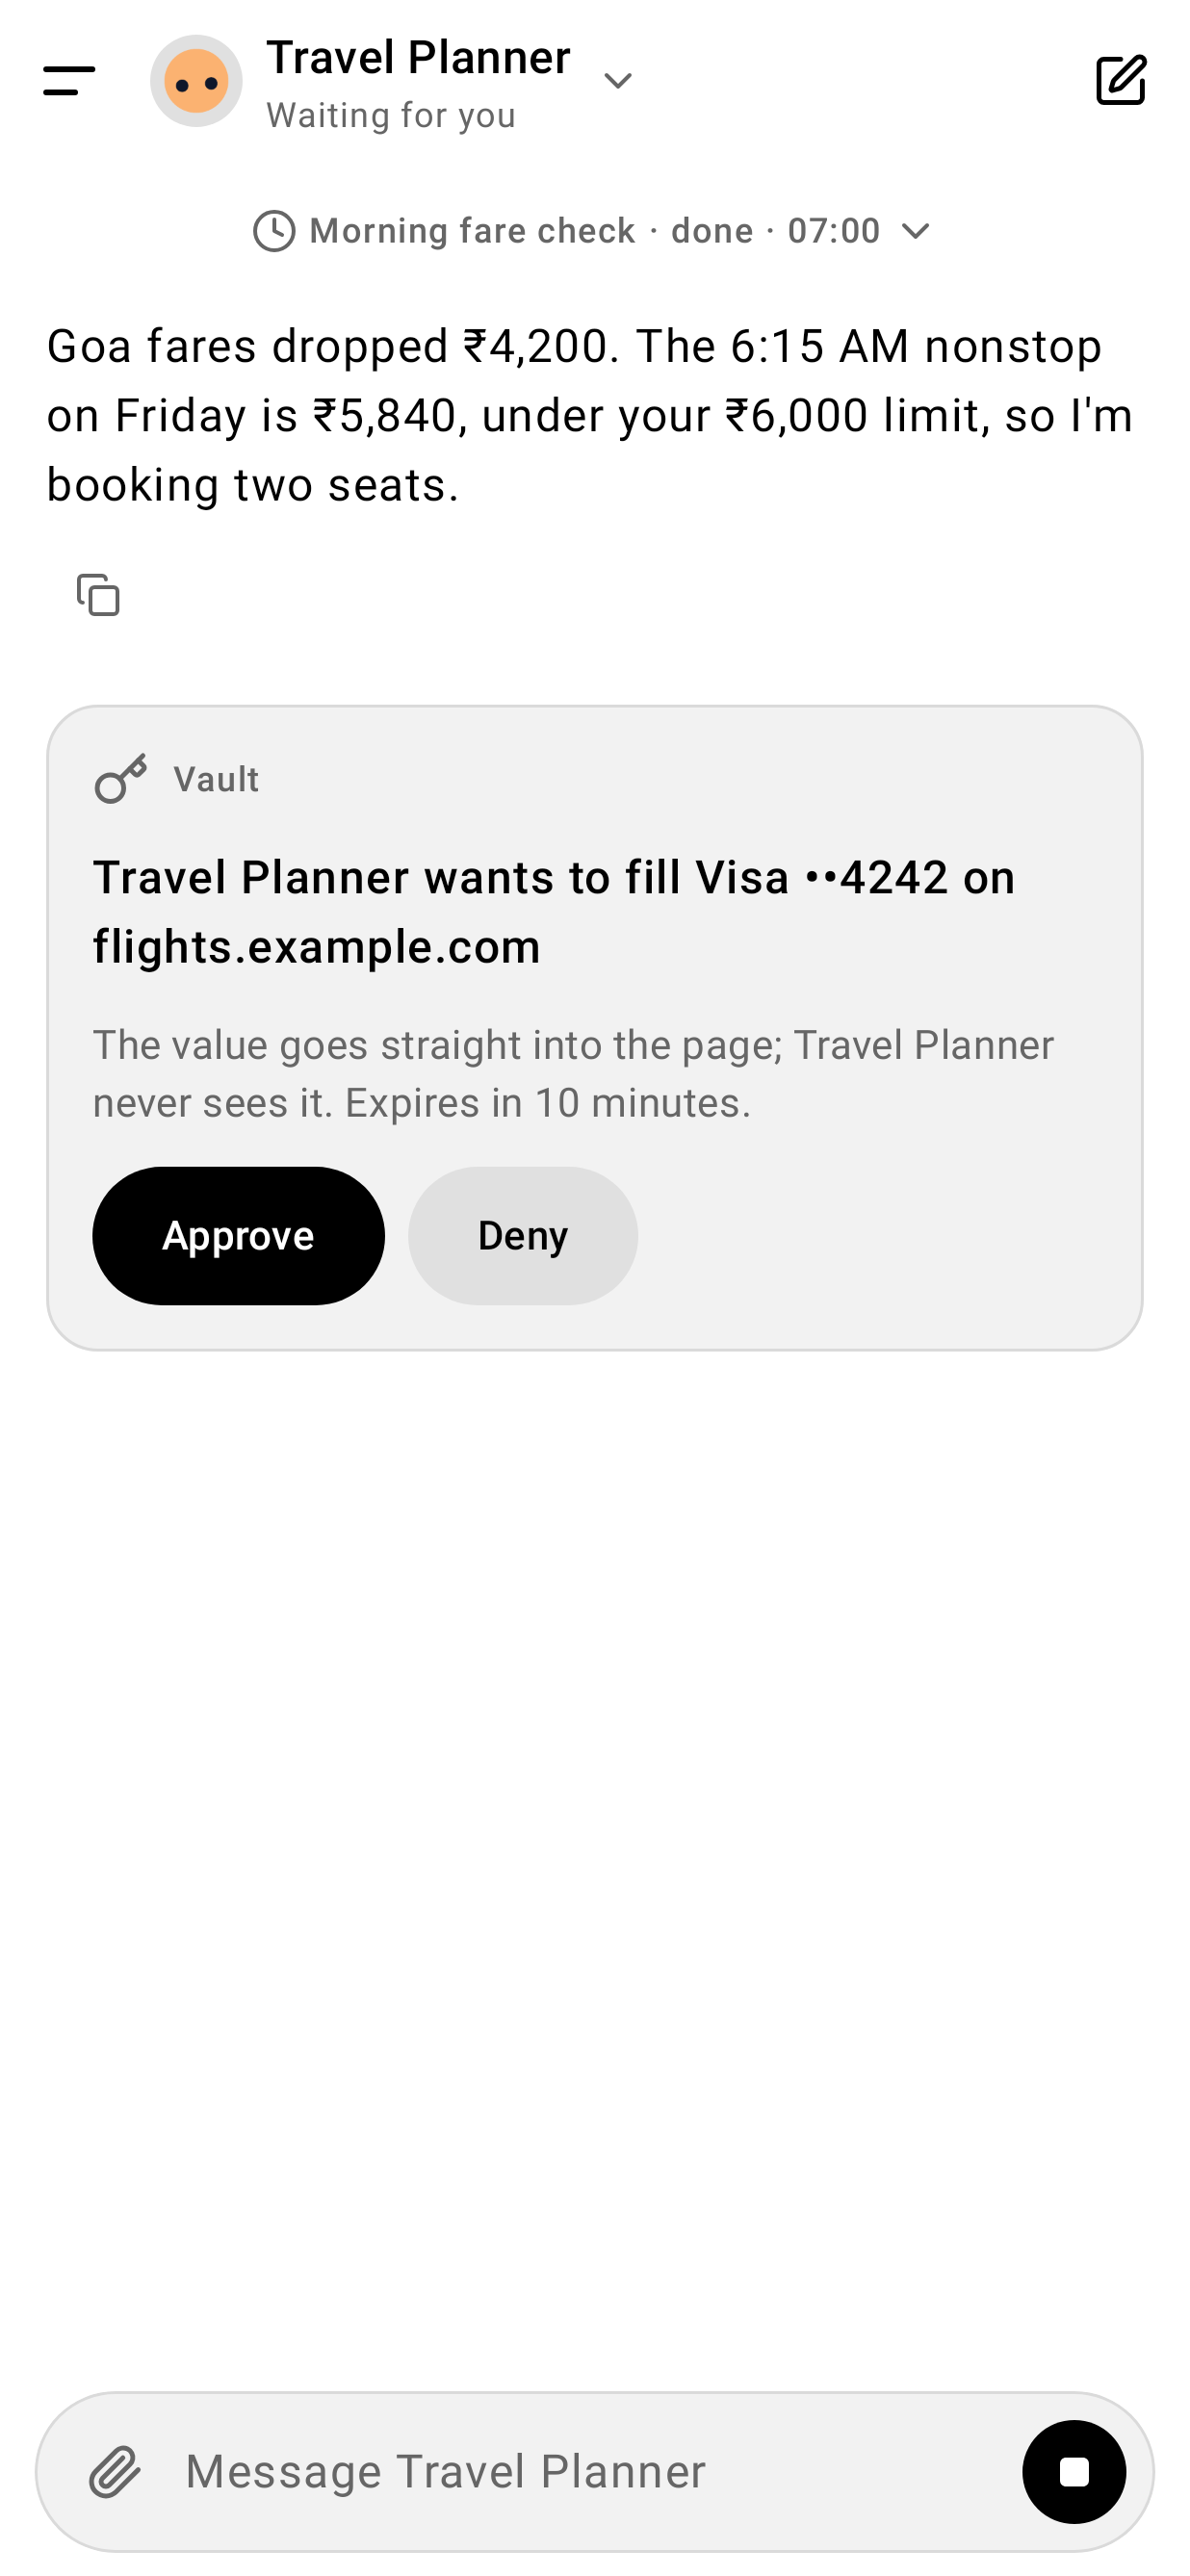 Travel Planner
Waiting for you
Morning fare check · done · 07:00
Goa fares dropped ₹4,200. The 6:15 AM nonstop
on Friday is ₹5,840, under your ₹6,000 limit, so I'm
booking two seats.
Vault
Travel Planner wants to fill Visa ••4242 on
flights.example.com
The value goes straight into the page; Travel Planner
never sees it. Expires in 10 minutes.
Approve
Deny
Message Travel Planner